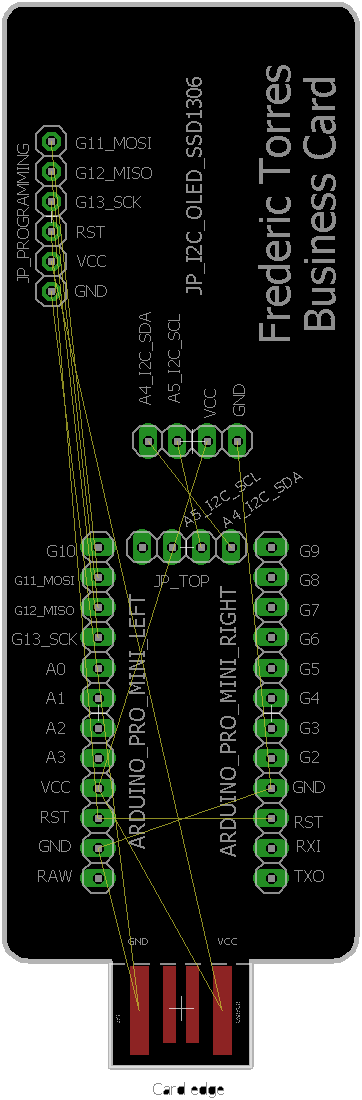 Frederic Torres
Business Card
JP_PROGRAMMING
G11_MOSI
G12_MISO
G13_SCK
RST
VCC
GND
JP_I2C_OLED_SSD1306
A4_I2C_SDA
A5_I2C_SCL
VCC
GND
A5_I2C_SCL
A4_I2C_SDA
JP_TOP
ARDUINO_PRO_MINI_LEFT
G10
G11_MOSI
G12_MISO
G13_SCK
A0
A1
A2
A3
VCC
RST
GND
RAW
ARDUINO_PRO_MINI_RIGHT
G9
G8
G7
G6
G5
G4
G3
G2
GND
RST
RXI
TXO
GND
VCC
Card edge